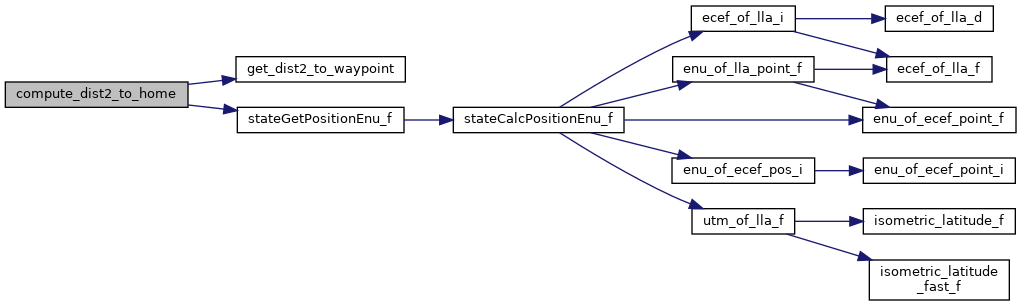 compute_dist2_to_home
get_dist2_to_waypoint
stateGetPositionEnu_f
stateCalcPositionEnu_f
ecef_of_lla_i
enu_of_lla_point_f
enu_of_ecef_pos_i
utm_of_lla_f
ecef_of_lla_d
ecef_of_lla_f
enu_of_ecef_point_f
enu_of_ecef_point_i
isometric_latitude_f
isometric_latitude
_fast_f